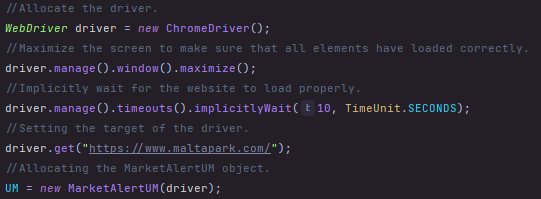 //Allocate the driver.
WebDriver driver = new ChromeDriver();
//Maximize the screen to make sure that all elements have loaded correctly.
driver.manage().window().maximize();
//Implicitly wait for the website to load properly.
driver.manage().timeouts().implicitlyWait( t 10, TimeUnit.SECONDS);
//Setting the target of the driver.
driver.get("https://www.maltapark.com/");
//Allocating the MarketAlertUM object.
UM = new MarketAlertUM(driver);